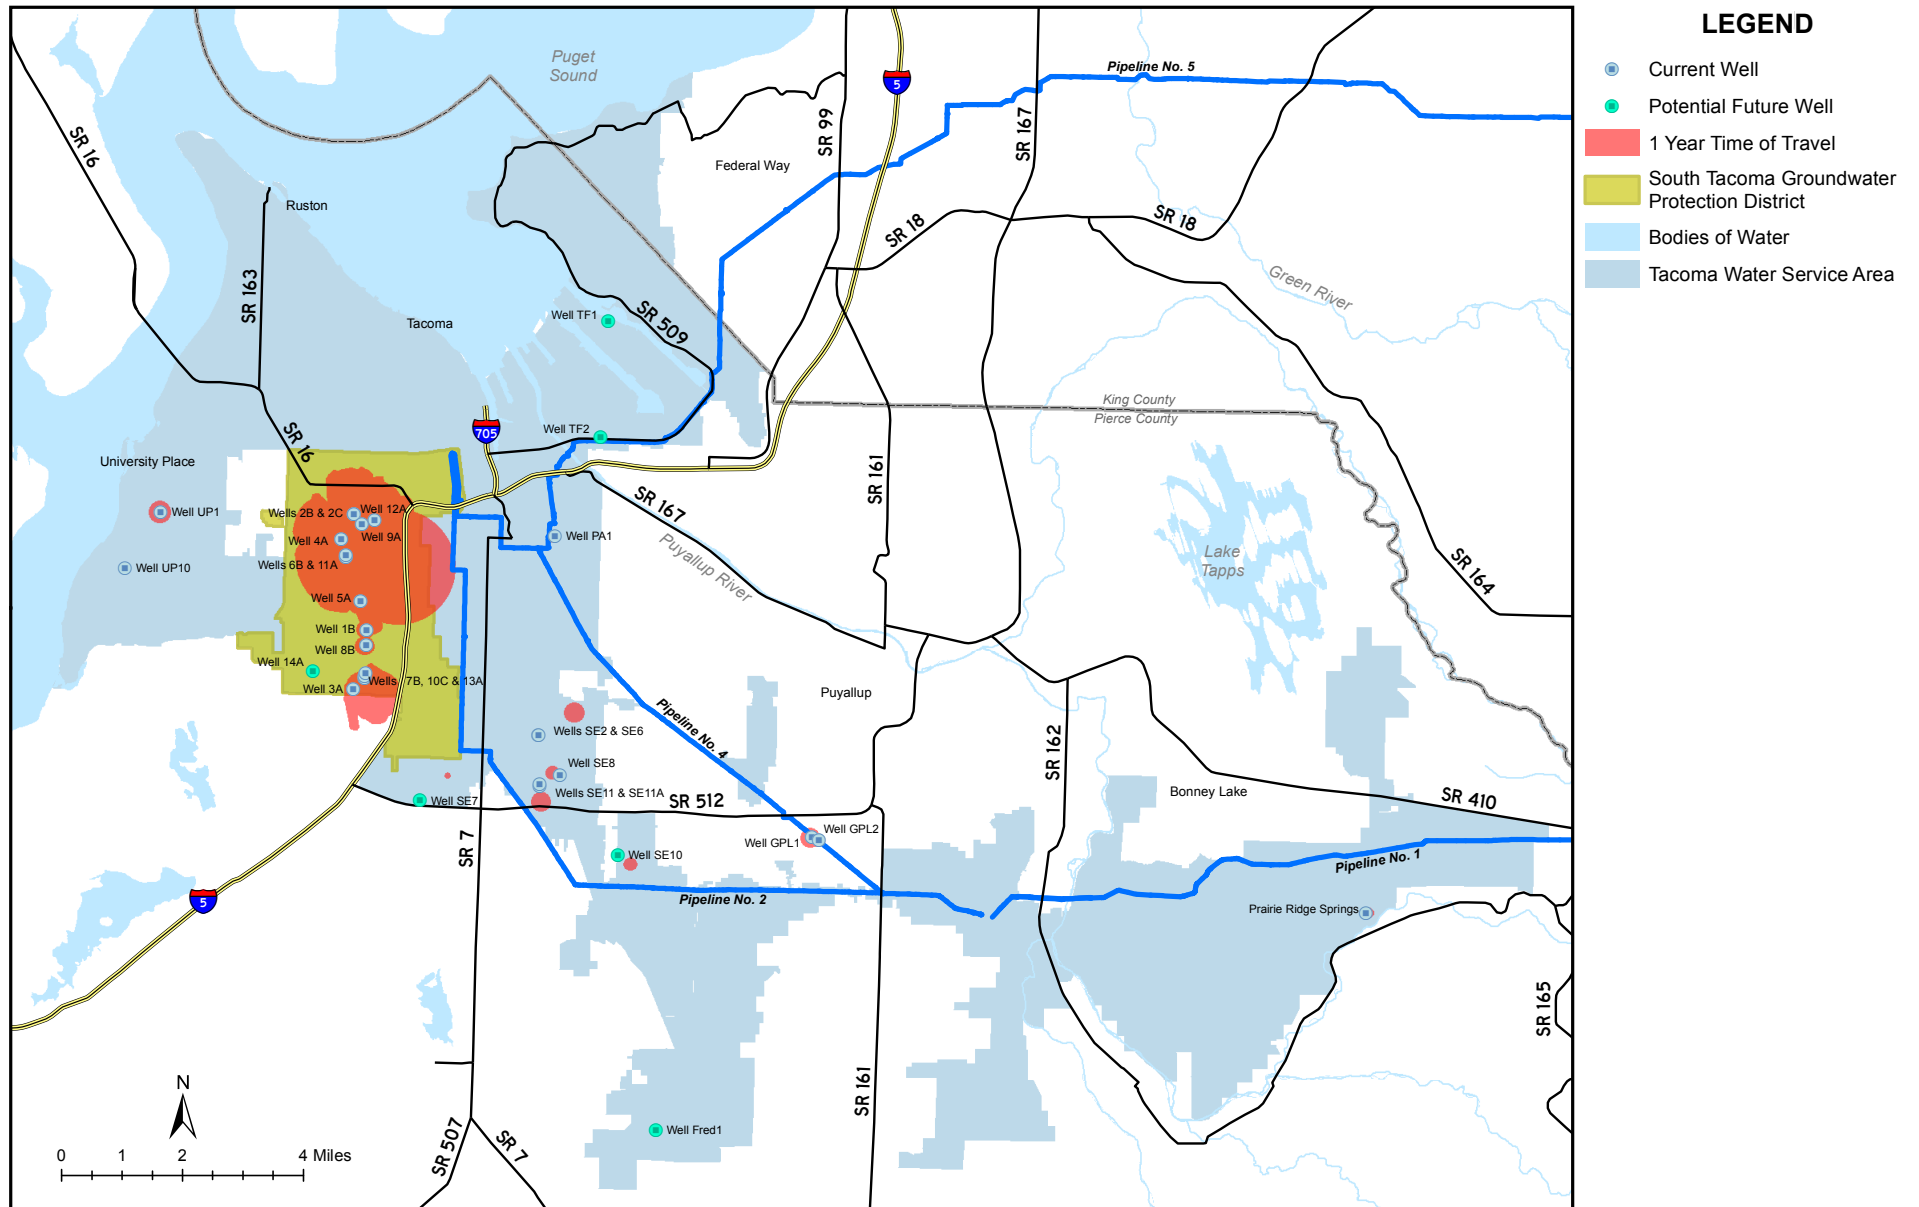 LEGEND
Current Well
Potential Future Well
1 Year Time of Travel
South Tacoma Groundwater
Protection District
Bodies of Water
Tacoma Water Service Area
Puget
Sound
Pipeline No. 5
5
SR 99
SR 167
SR 16
Federal Way
Ruston
SR 18
SR 18
SR 163
Green River
Tacoma
Well TF1
SR 509
King County
Pierce County
705
Well TF2
SR 16
University Place
SR 161
SR 167
Well UP1
Wells 2B & 2C
Well 12A
Well 9A
Well 4A
Well PA1
Wells 6B & 11A
Well UP10
Puyallup River
Lake
Tapps
SR 164
Well 5A
Well 1B
Well 8B
Well 14A
Wells 7B, 10C & 13A
Well 3A
Puyallup
Pipeline No. 4
Wells SE2 & SE6
SR 162
Well SE8
Wells SE11 & SE11A
Well SE7
SR 512
Bonney Lake
SR 410
Well GPL2
Well GPL1
SR 7
Well SE10
Pipeline No. 1
Pipeline No. 2
5
Prairie Ridge Springs
SR 165
N
SR 161
Well Fred1
SR 507
SR 7
0 1 2 4 Miles